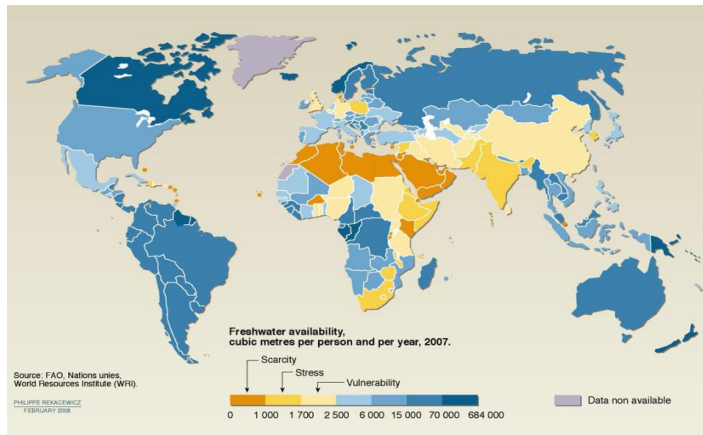 Freshwater availability,
cubic metres per person and per year, 2007.
Scarcity
Stress
Vulnerability
0 1 000 1 700 2 500 6 000 15 000 70 000 684 000
Data non available
Source: FAO, Nations unies,
World Resources Institute (WRI).
PHILIPPE REKACEWICZ
FEBRUARY 2006